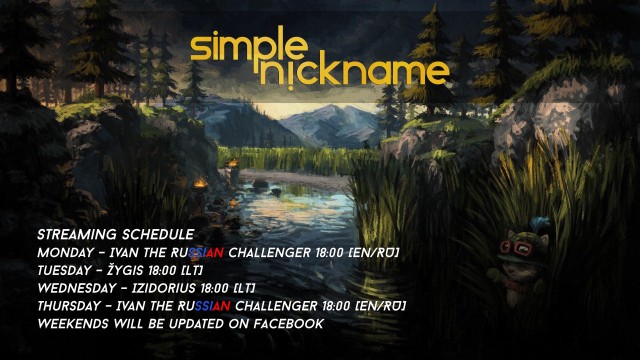 simple
n!ckname
STREAMING SCHEDULE
MONDAY - IVAN THE RUSSIAN CHALLENGER 18:00 [EN/RU]
TUESDAY - ŽYGIS 18:00 [LT]
WEDNESDAY - IZIDORIUS 18:00 [LT]
THURSDAY - IVAN THE RUSSIAN CHALLENGER 18:00 [EN/RU]
WEEKENDS WILL BE UPDATED ON FACEBOOK